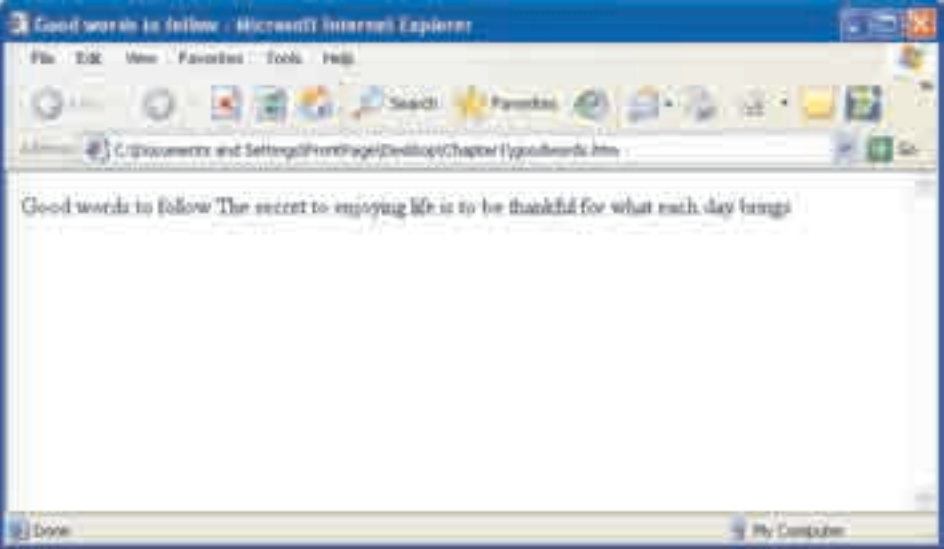 Good words to follow - Microsoft Internet Explorer
File Edit View Favorites Tools Help
Search Favorites
Address C:\Documents and Settings\FrontPage\Desktop\Chapter1\goodwords.htm Go
Good words to follow The secret to enjoying life is to be thankful for what each day brings
Done My Computer